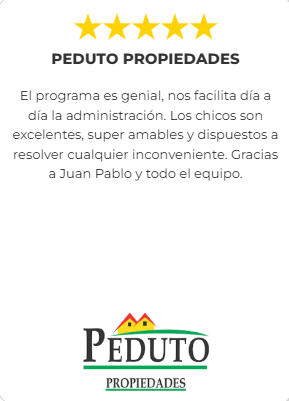 PEDUTO PROPIEDADES
El programa es genial, nos facilita día a
día la administración. Los chicos son
excelentes, super amables y dispuestos a
resolver cualquier inconveniente. Gracias
a Juan Pablo y todo el equipo.
PEDUTO
PROPIEDADES